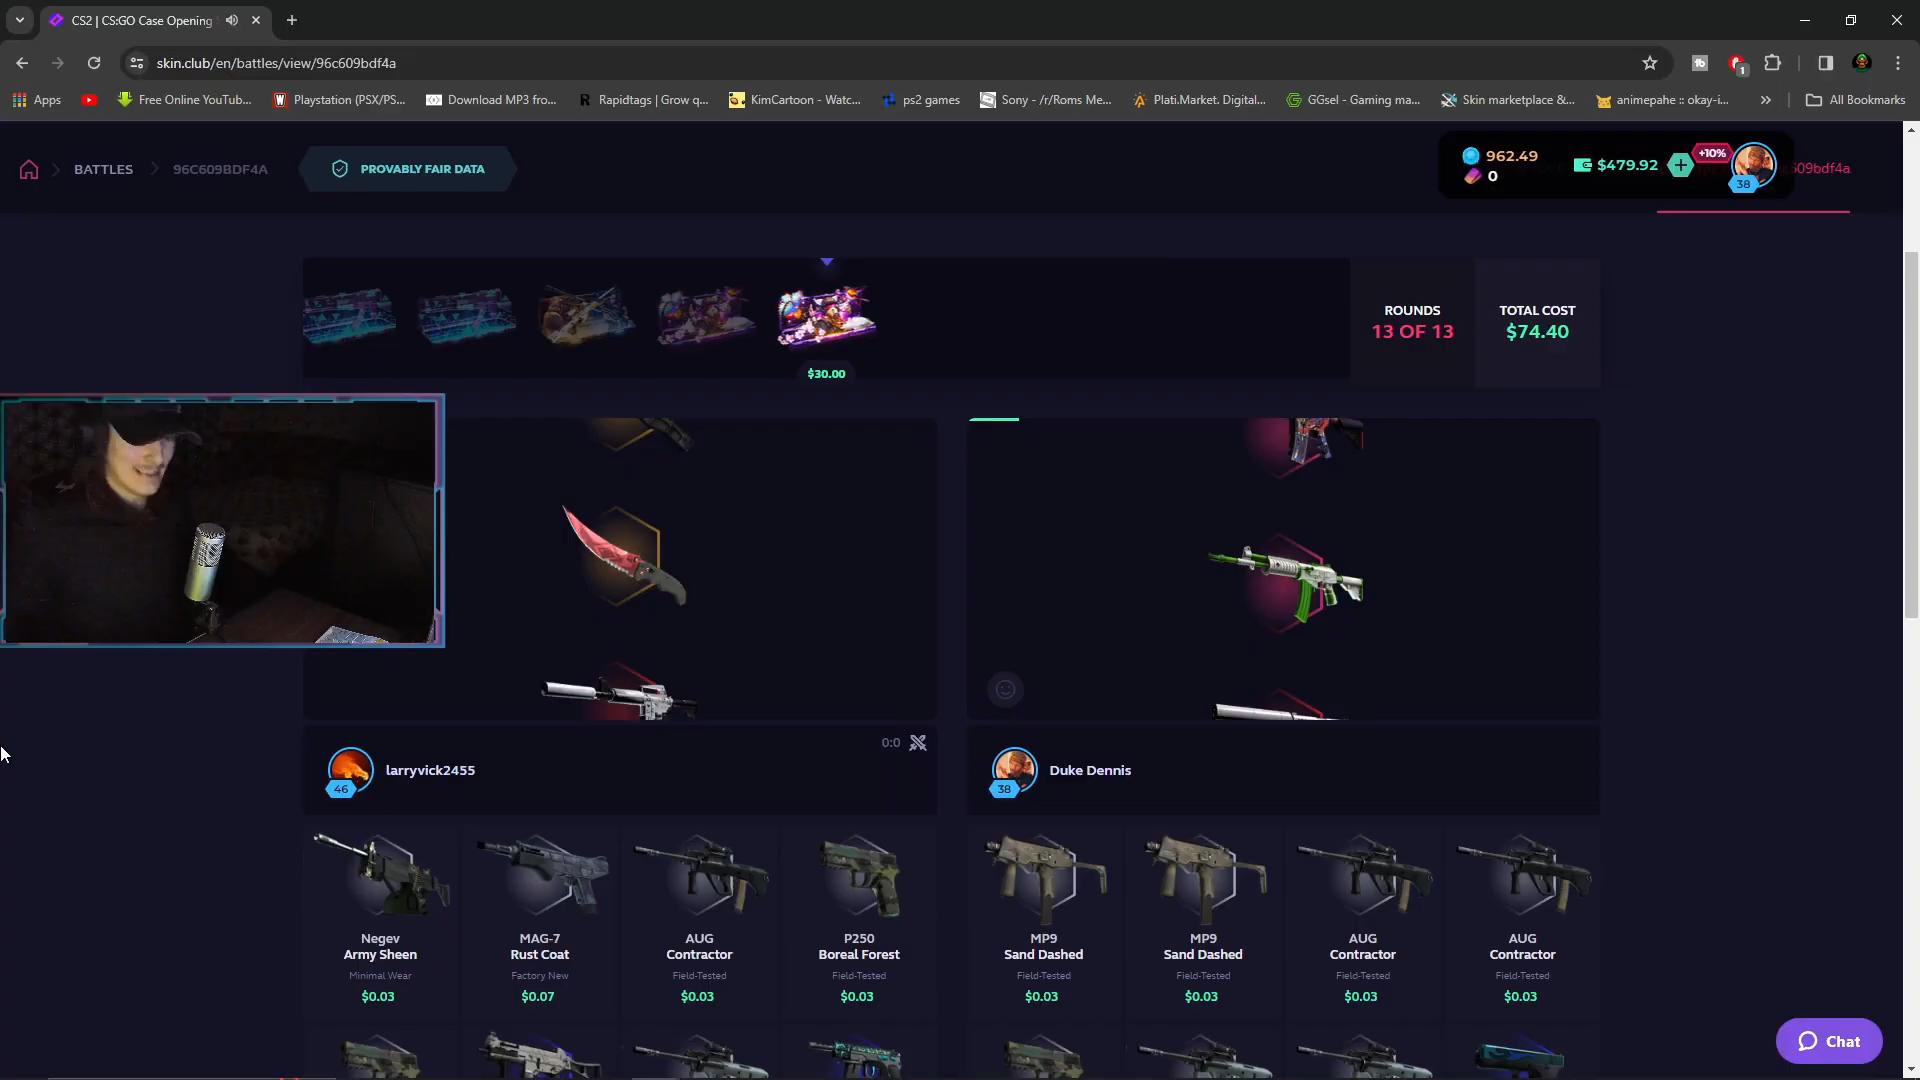 CS2 | CS:GO Case Opening
skin.club/en/battles/view/96c609bdf4a
1
Apps
Free Online YouTub...
Playstation (PSX/PS...
Download MP3 fro...
Rapidtags | Grow q...
KimCartoon - Watc...
ps2 games
Sony - /r/Roms Me...
Plati.Market. Digital...
GGsel - Gaming ma...
Skin marketplace &...
animepahe :: okay-i...
All Bookmarks
BATTLES
96C609BDF4A
PROVABLY FAIR DATA
962.49
0
$479.92
+10%
38
609bdf4a
ROUNDS
13 OF 13
TOTAL COST
$74.40
$30.00
0:0
46
larryvick2455
38
Duke Dennis
Negev
Army Sheen
Minimal Wear
$0.03
MAG-7
Rust Coat
Factory New
$0.07
AUG
Contractor
Field-Tested
$0.03
P250
Boreal Forest
Field-Tested
$0.03
MP9
Sand Dashed
Field-Tested
$0.03
MP9
Sand Dashed
Field-Tested
$0.03
AUG
Contractor
Field-Tested
$0.03
AUG
Contractor
Field-Tested
$0.03
Chat